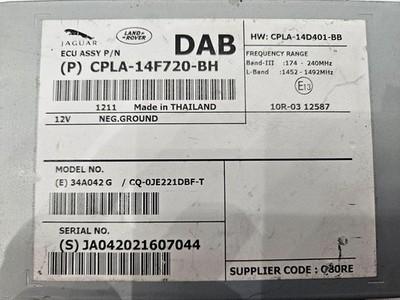 JAGUAR
LAND ROVER
DAB
HW: CPLA-14D401-BB
ECU ASSY P/N
(P) CPLA-14F720-BH
FREQUENCY RANGE
Band-III :174 - 240MHz
L-Band :1452 - 1492MHz
E13
1211 Made in THAILAND
10R-03 12587
12V NEG.GROUND
MODEL NO.
(E) 34A042 G / CQ-0JE221DBF-T
SERIAL NO.
(S) JA042021607044
SUPPLIER CODE : C80RE